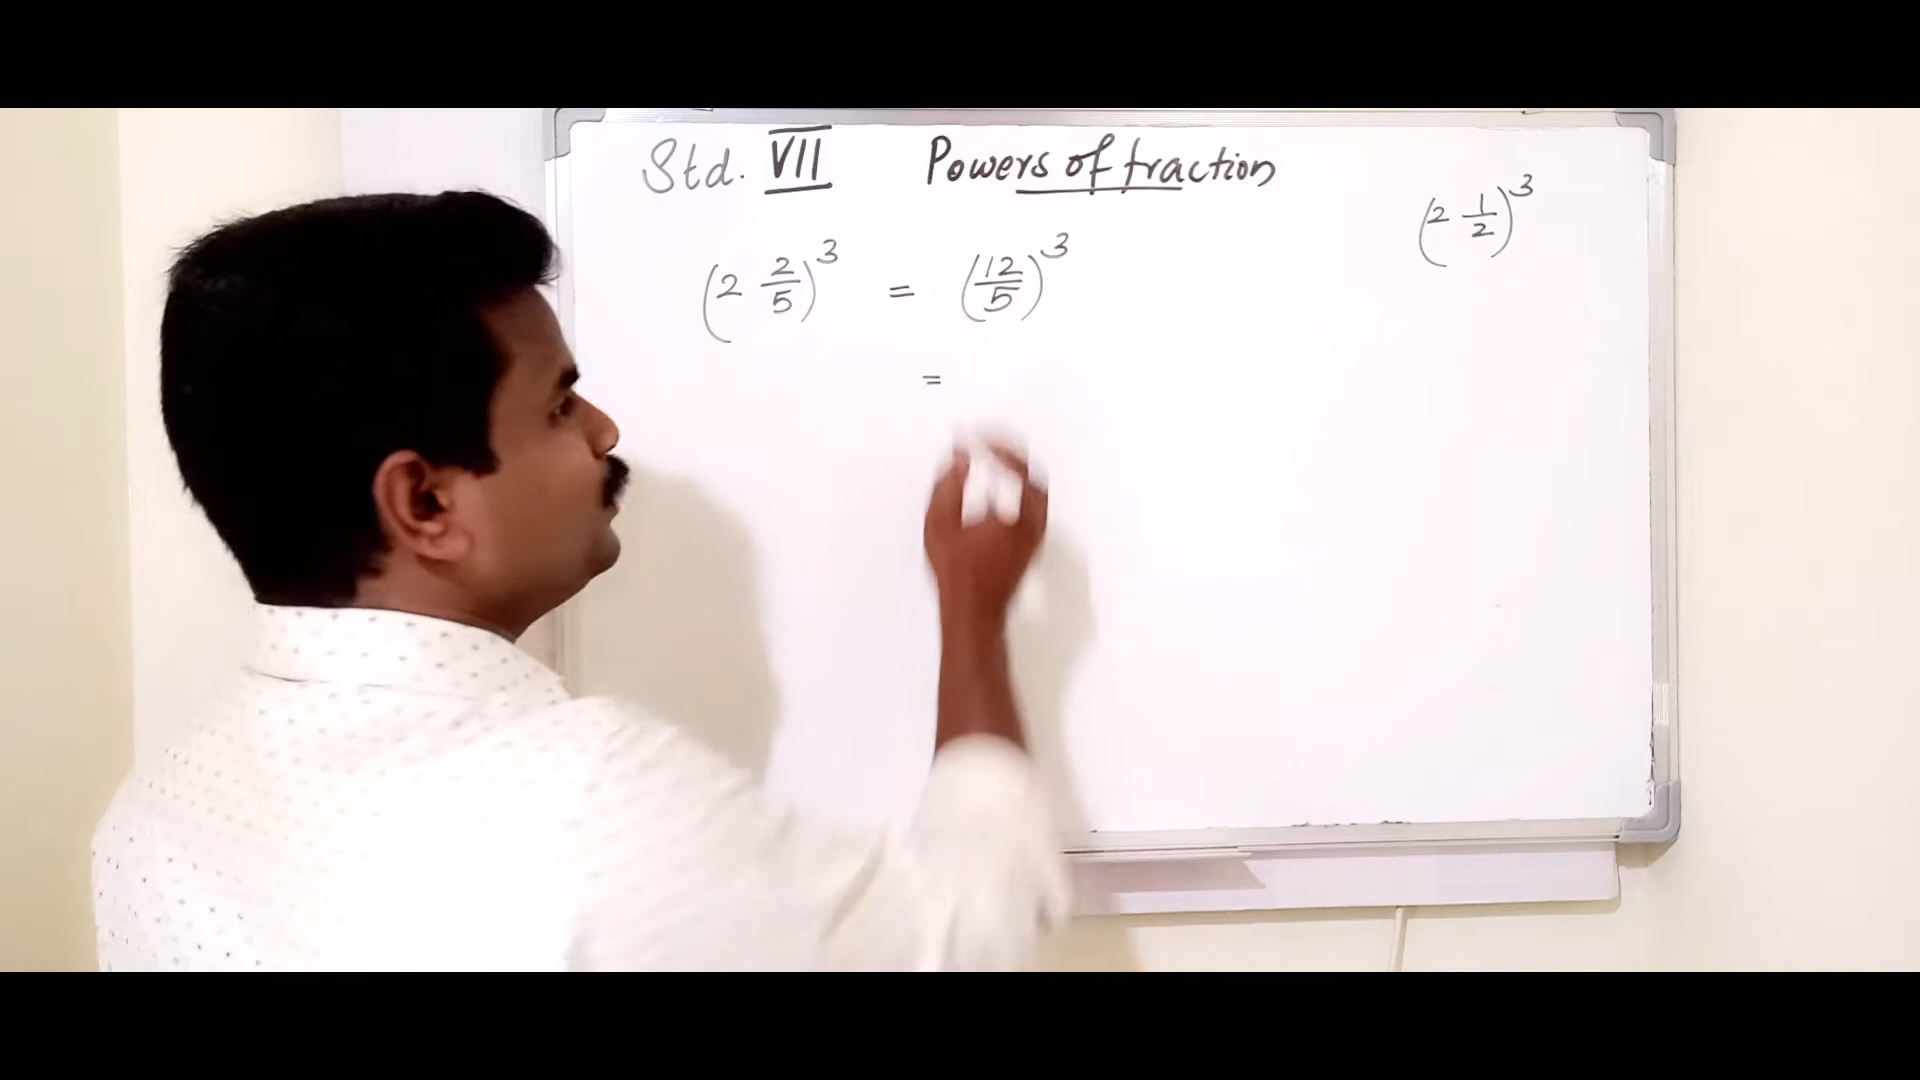 Std. VII Powers of fraction
(2 1/2)^3
(2 2/5)^3 = (12/5)^3
=